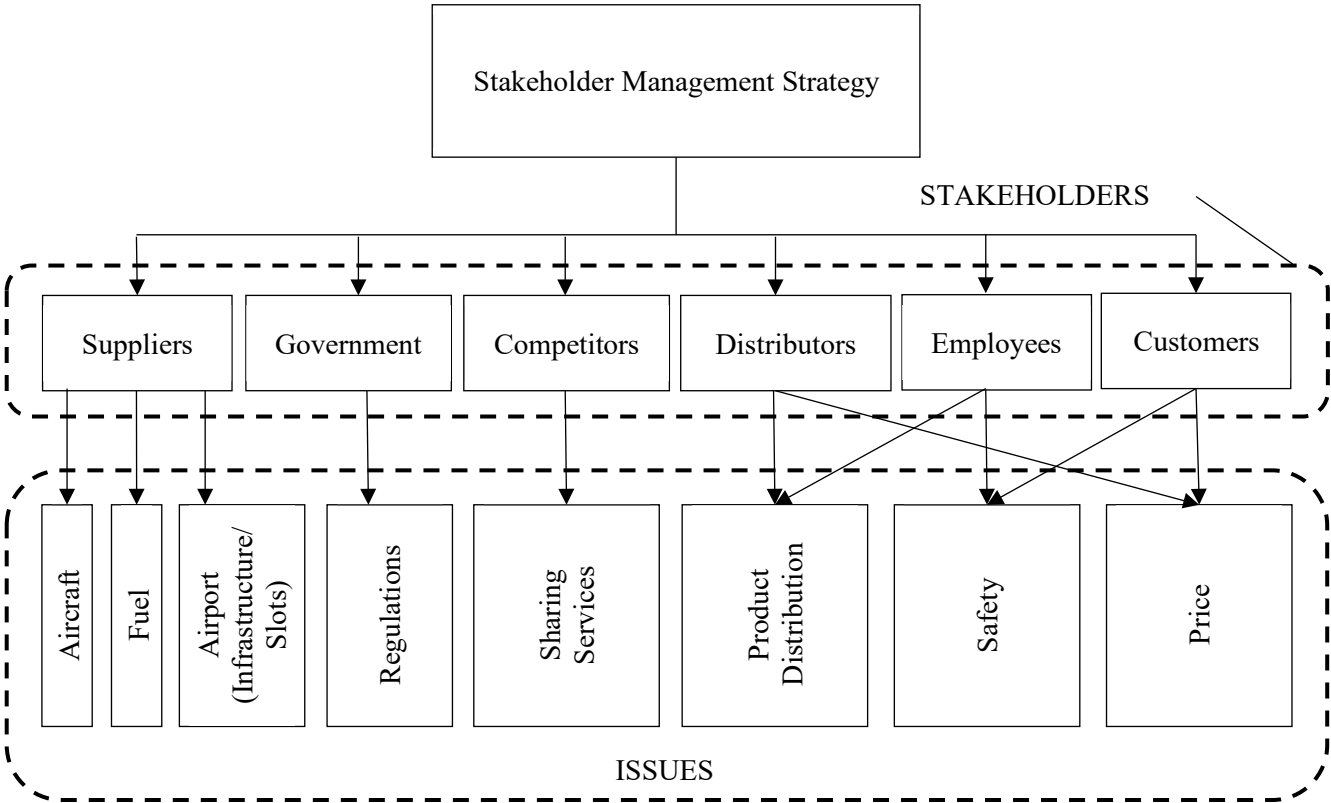 Stakeholder Management Strategy
STAKEHOLDERS
Suppliers
Government
Competitors
Distributors
Employees
Customers
Aircraft
Fuel
Airport
(Infrastructure/
Slots)
Regulations
Sharing
Services
Product
Distribution
Safety
Price
ISSUES